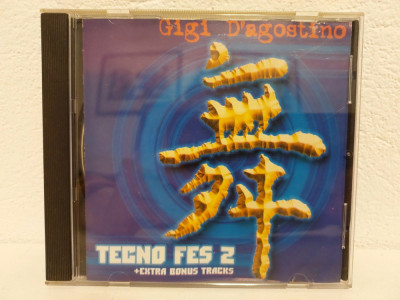 Gigi D'agostino
舞
TECNO FES 2
+EXTRA BONUS TRACKS